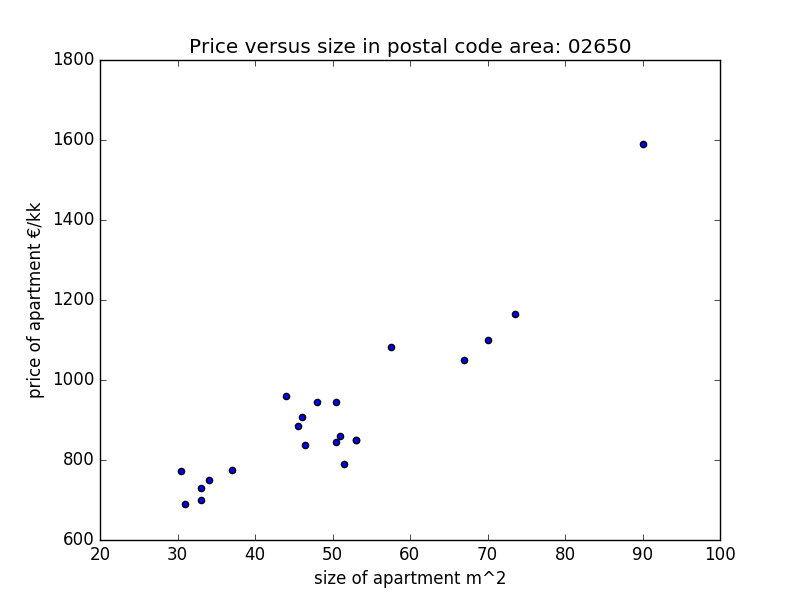 Price versus size in postal code area: 02650
1800
1600
1400
1200
1000
800
600
price of apartment €/kk
20 30 40 50 60 70 80 90 100
size of apartment m^2